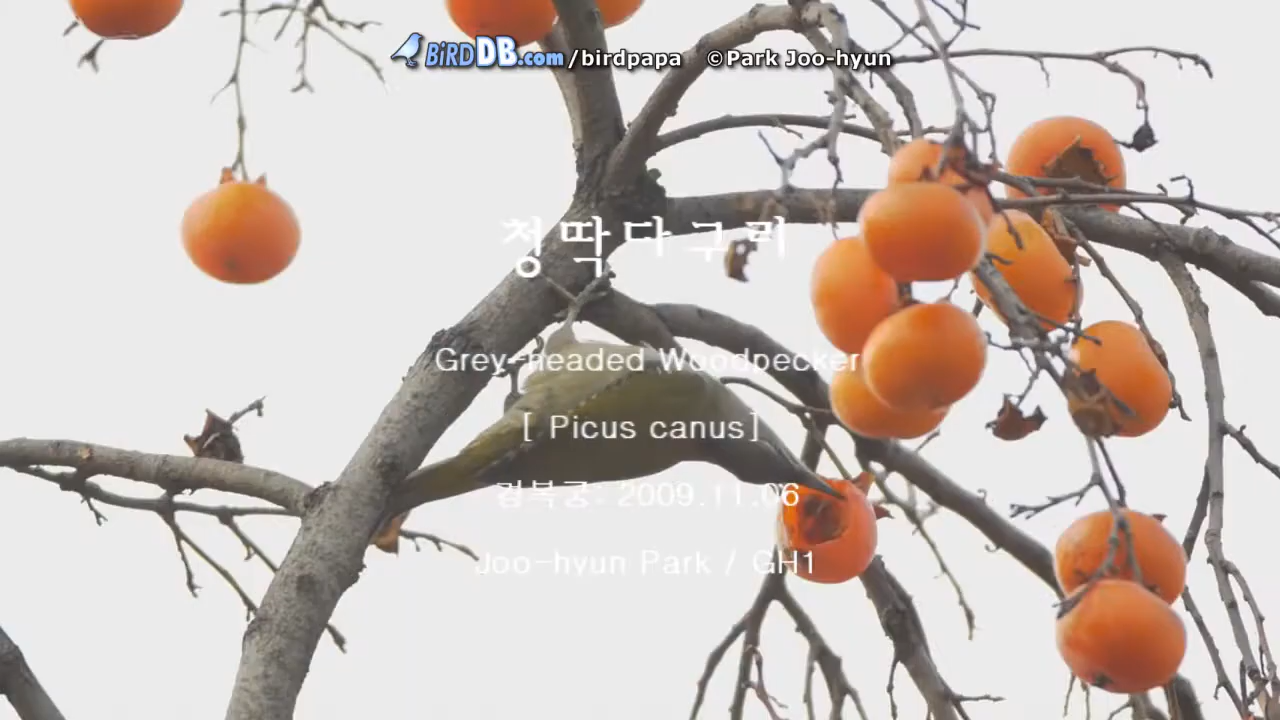 BiRDDB.com/birdpapa ©Park Joo-hyun
청딱다구리
Grey-headed Woodpecker
[ Picus canus]
경복궁: 2009.11.06
Joo-hyun Park / GH1